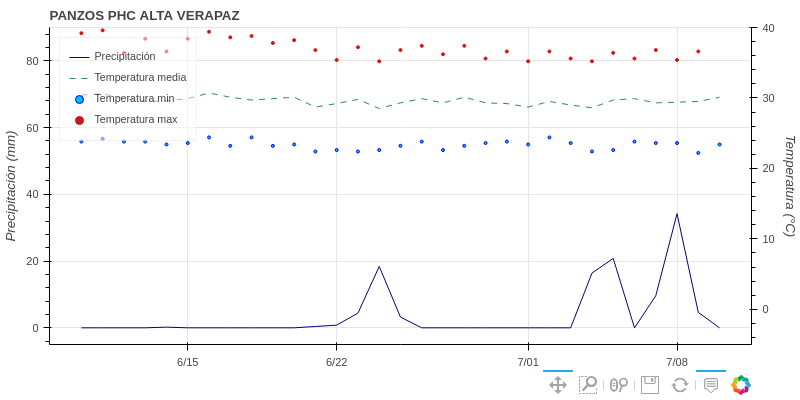 PANZOS PHC ALTA VERAPAZ
Precipitación
Temperatura media
Temperatura min
Temperatura max
Precipitación (mm)
80
60
40
20
0
40
30
20
10
0
Temperatura (°C)
6/15
6/22
7/01
7/08